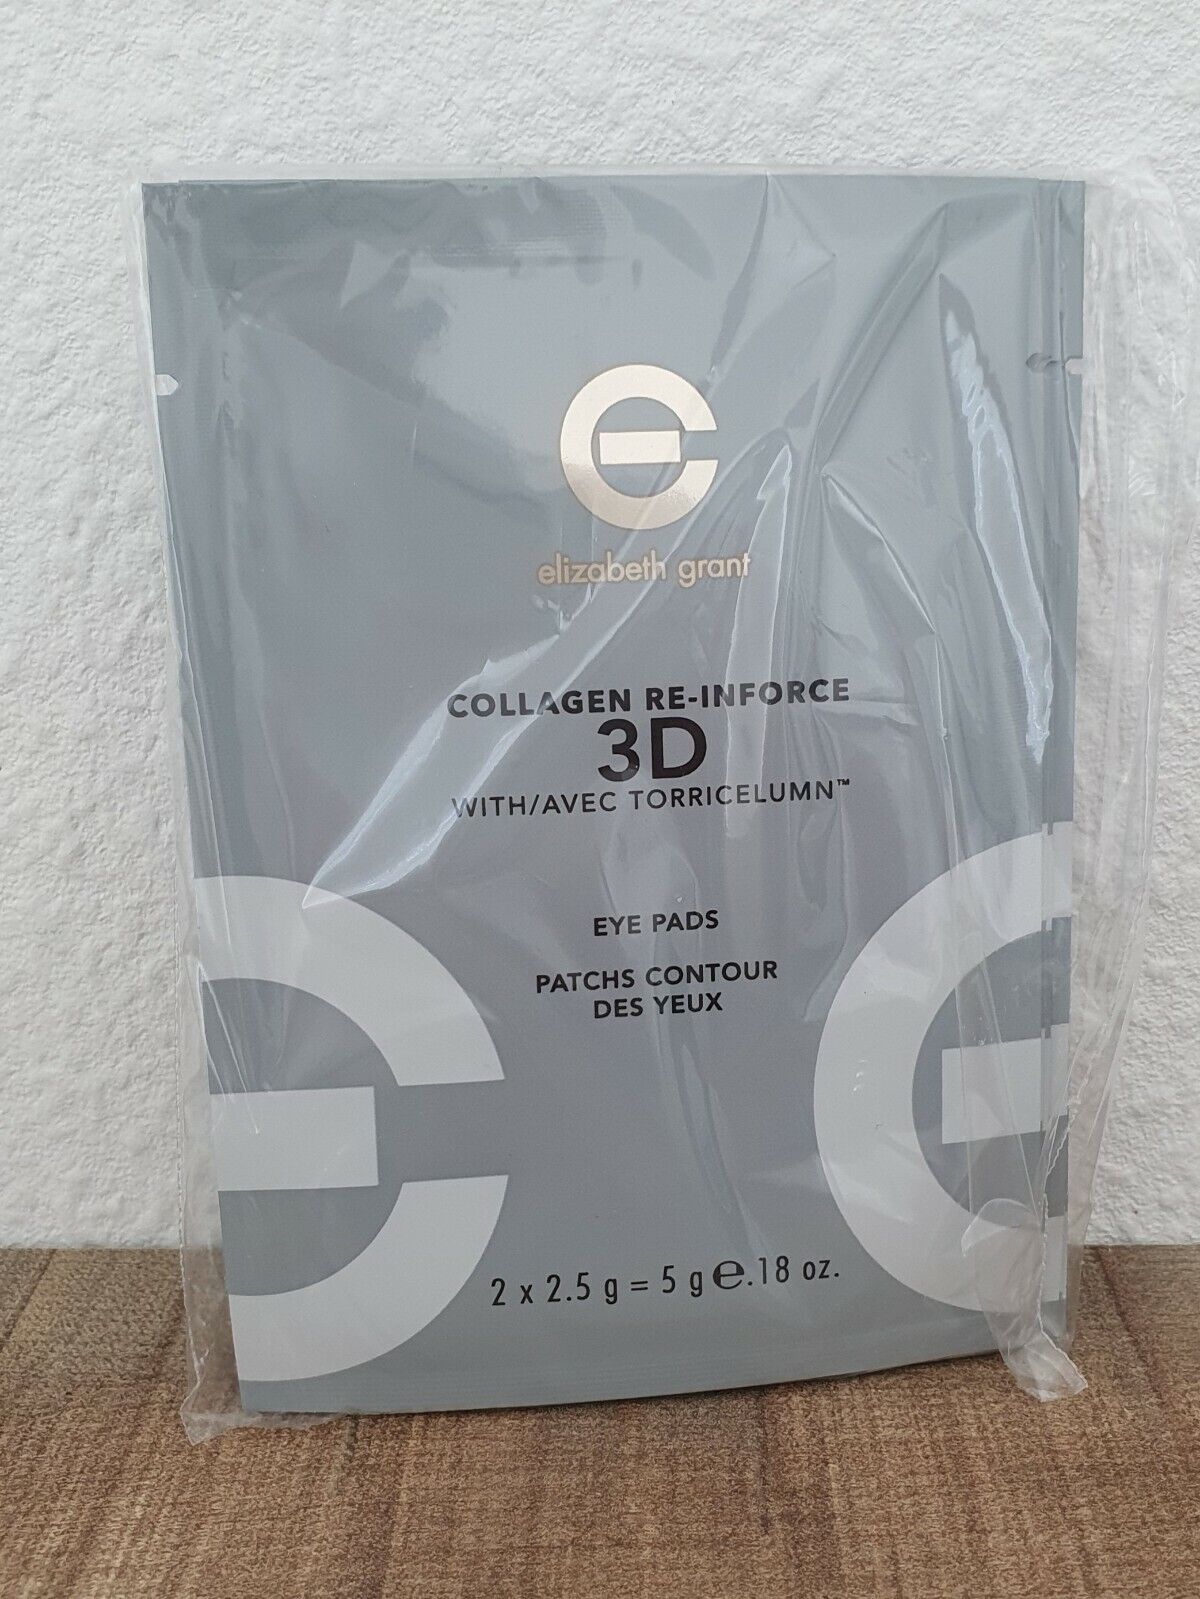 e
elizabeth grant
COLLAGEN RE-INFORCE
3D
WITH/AVEC TORRICELUMN™
EYE PADS
PATCHS CONTOUR
DES YEUX
2 x 2.5 g = 5 g ℮ .18 oz.